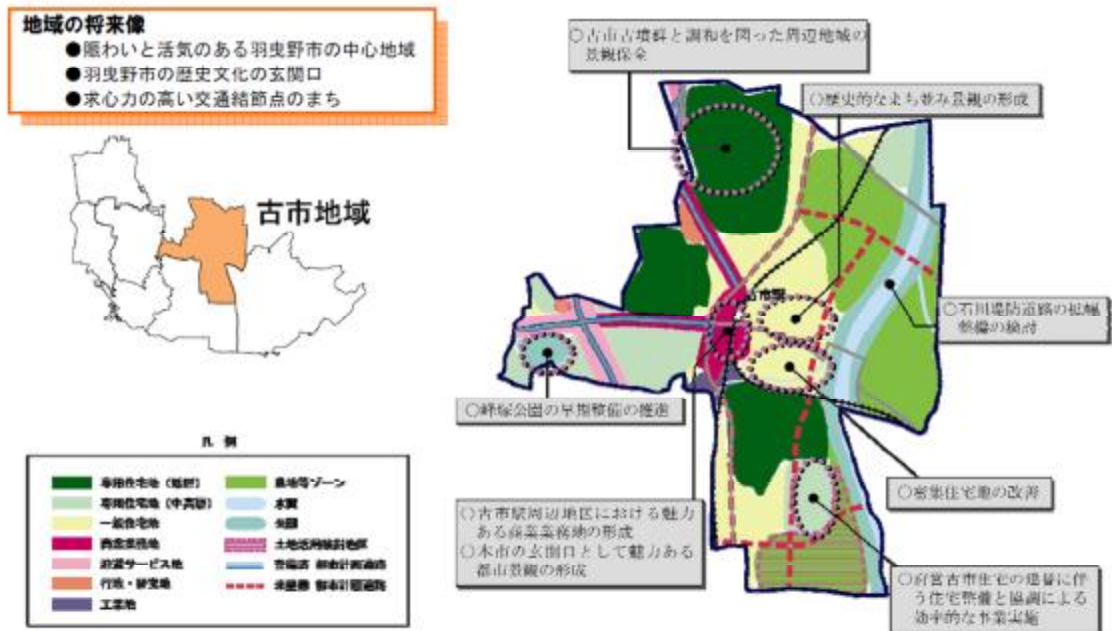 地域の将来像
●賑わいと活気のある羽曳野市の中心地域
●羽曳野市の歴史文化の玄関口
●求心力の高い交通結節点のまち
古市地域
○古市古墳群と調和を図った周辺地域の
景観保全
○歴史的なまち並み景観の形成
古市駅
○石川堤防道路の拡幅
整備の検討
○峰塚公園の早期整備の推進
○密集住宅地の改善
○古市駅周辺地区における魅力
ある商業業務地の形成
○本市の玄関口として魅力ある
都市景観の形成
○府営古市住宅の建替に伴
う住宅整備と協調による
効率的な事業実施
凡 例
専用住宅地（低層）
専用住宅地（中高層）
一般住宅地
商業業務地
沿道サービス地
工業地
農地等ゾーン
水面
公園
土地活用検討地区
整備済 都市計画道路
未整備 都市計画道路